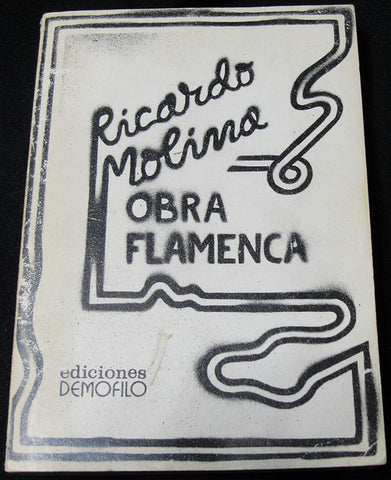 Ricardo
Molina
OBRA
FLAMENCA
ediciones
DEMOFILO